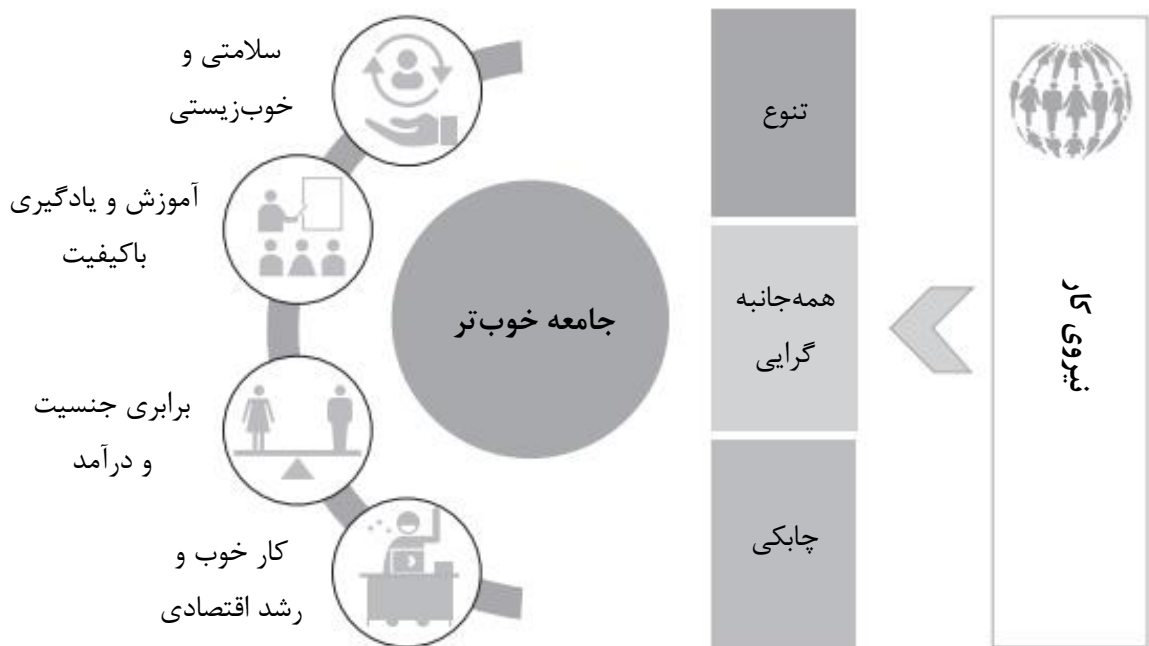 نیروی کار
تنوع
همه‌جانبه
گرایی
چابکی
جامعه خوب‌تر
سلامتی و
خوب‌زیستی
آموزش و یادگیری
باکیفیت
برابری جنسیت
و درآمد
کار خوب و
رشد اقتصادی